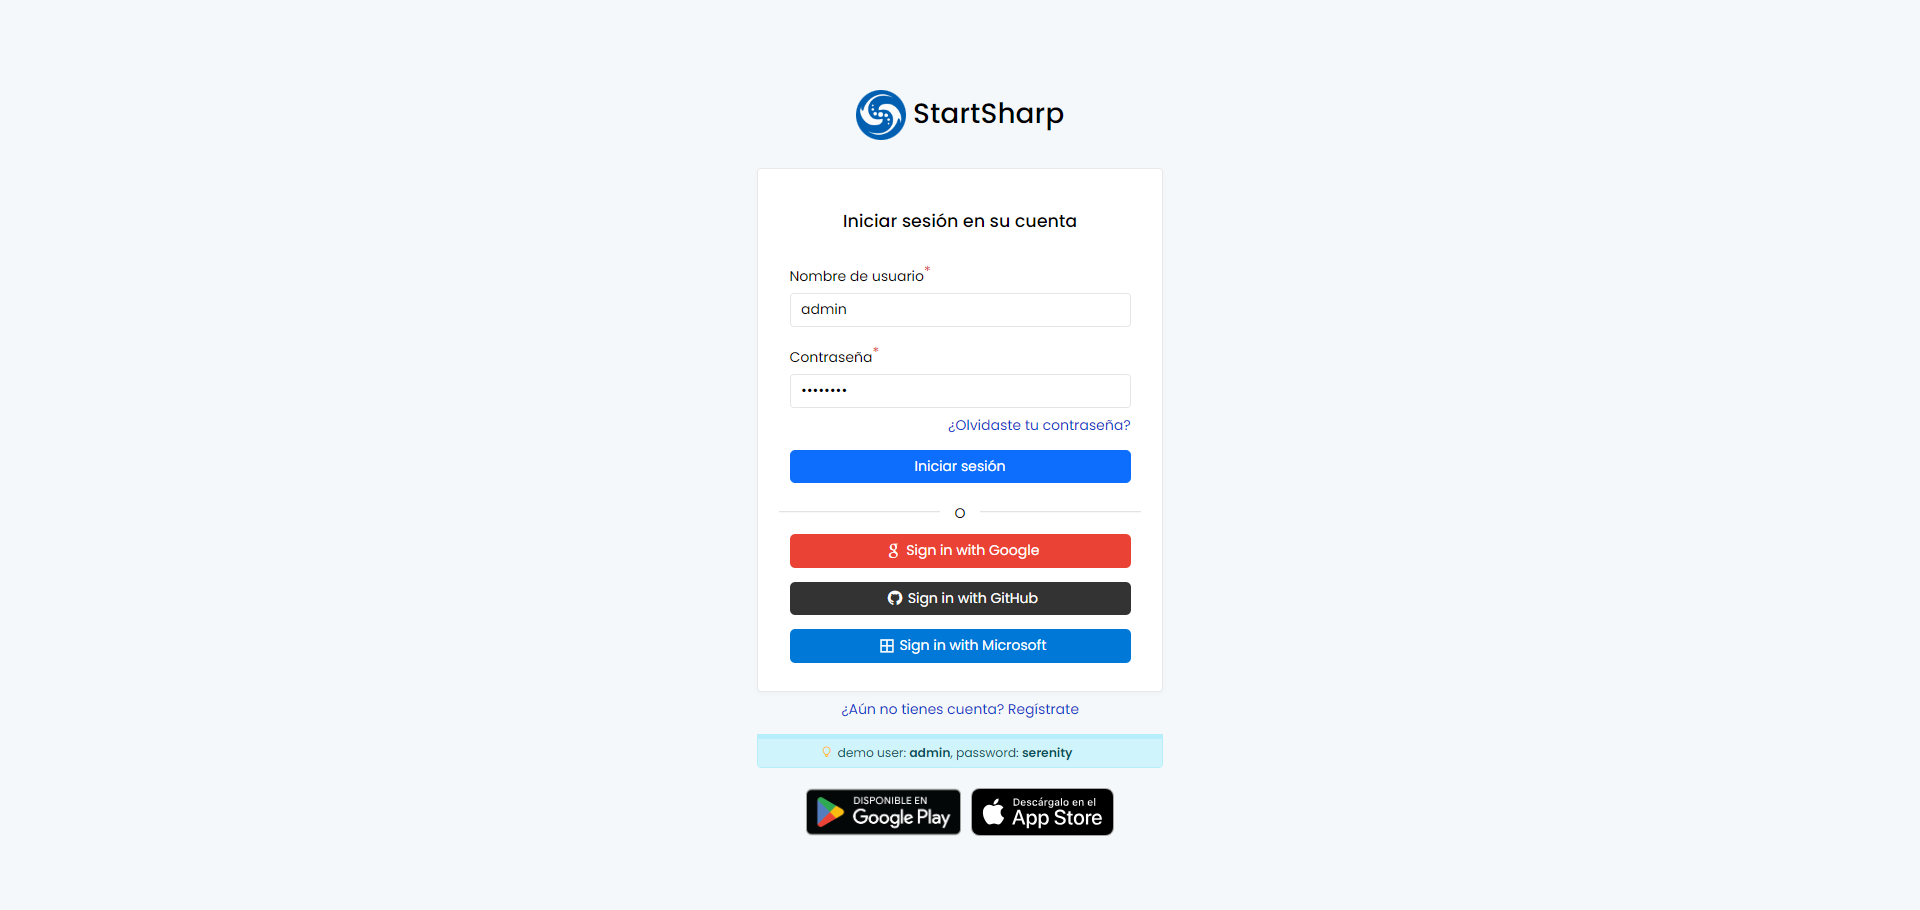 StartSharp
Iniciar sesión en su cuenta
Nombre de usuario*
admin
Contraseña*
••••••••
¿Olvidaste tu contraseña?
Iniciar sesión
O
Sign in with Google
Sign in with GitHub
Sign in with Microsoft
¿Aún no tienes cuenta? Regístrate
demo user: admin, password: serenity
DISPONIBLE EN
Google Play
Descárgalo en el
App Store